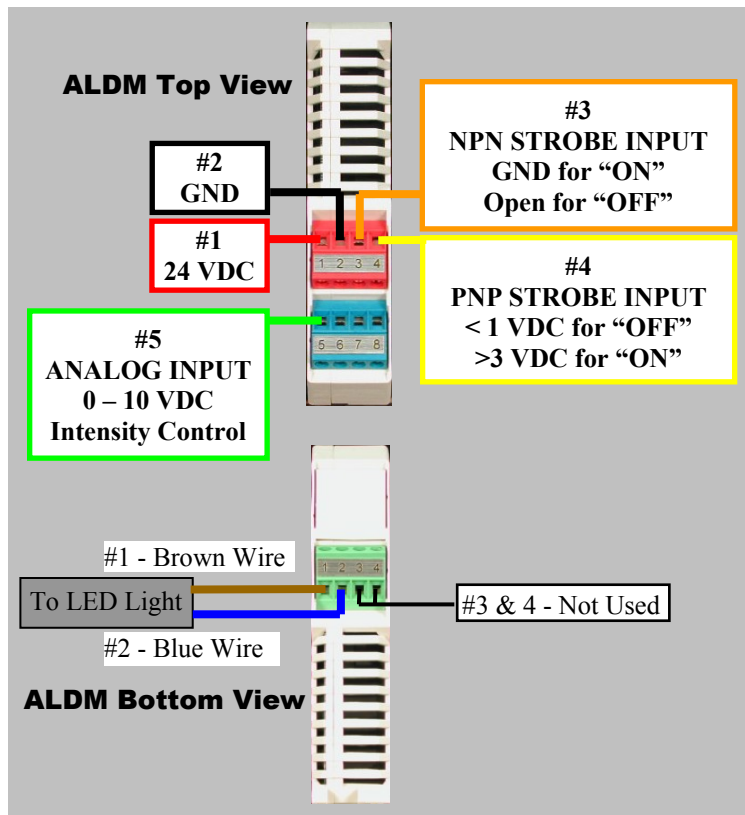 ALDM Top View
#3
NPN STROBE INPUT
GND for “ON”
Open for “OFF”
#2
GND
#1
24 VDC
#4
PNP STROBE INPUT
< 1 VDC for “OFF”
>3 VDC for “ON”
1 2 3 4
5 6 7 8
#5
ANALOG INPUT
0 – 10 VDC
Intensity Control
#1 - Brown Wire
1 2 3 4
To LED Light
#3 & 4 - Not Used
#2 - Blue Wire
ALDM Bottom View